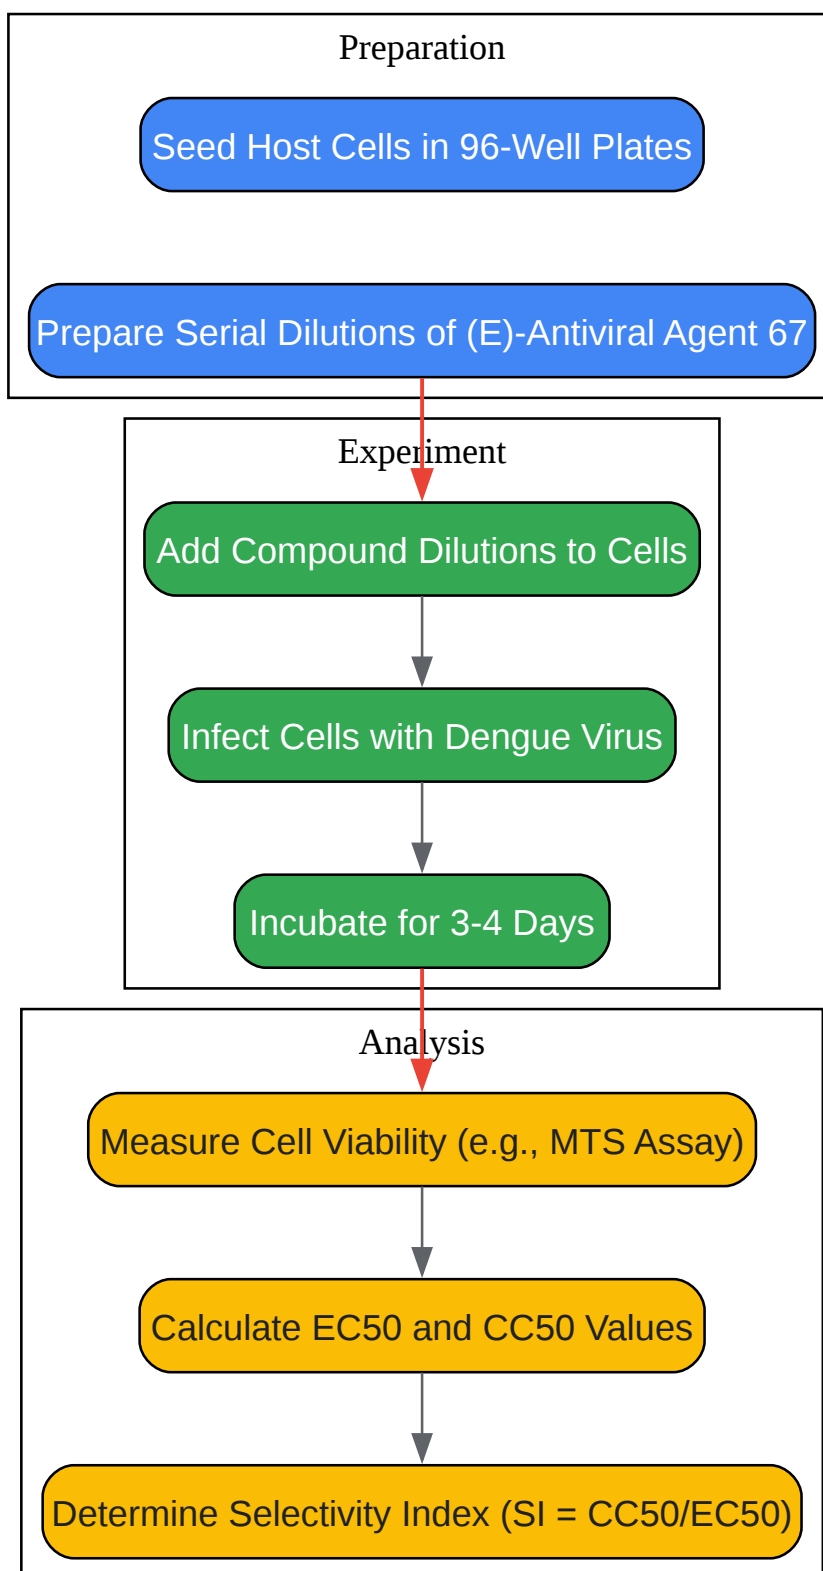 Preparation
Seed Host Cells in 96-Well Plates
Prepare Serial Dilutions of (E)-Antiviral Agent 67
Experiment
Add Compound Dilutions to Cells
Infect Cells with Dengue Virus
Incubate for 3-4 Days
Analysis
Measure Cell Viability (e.g., MTS Assay)
Calculate EC50 and CC50 Values
Determine Selectivity Index (SI = CC50/EC50)